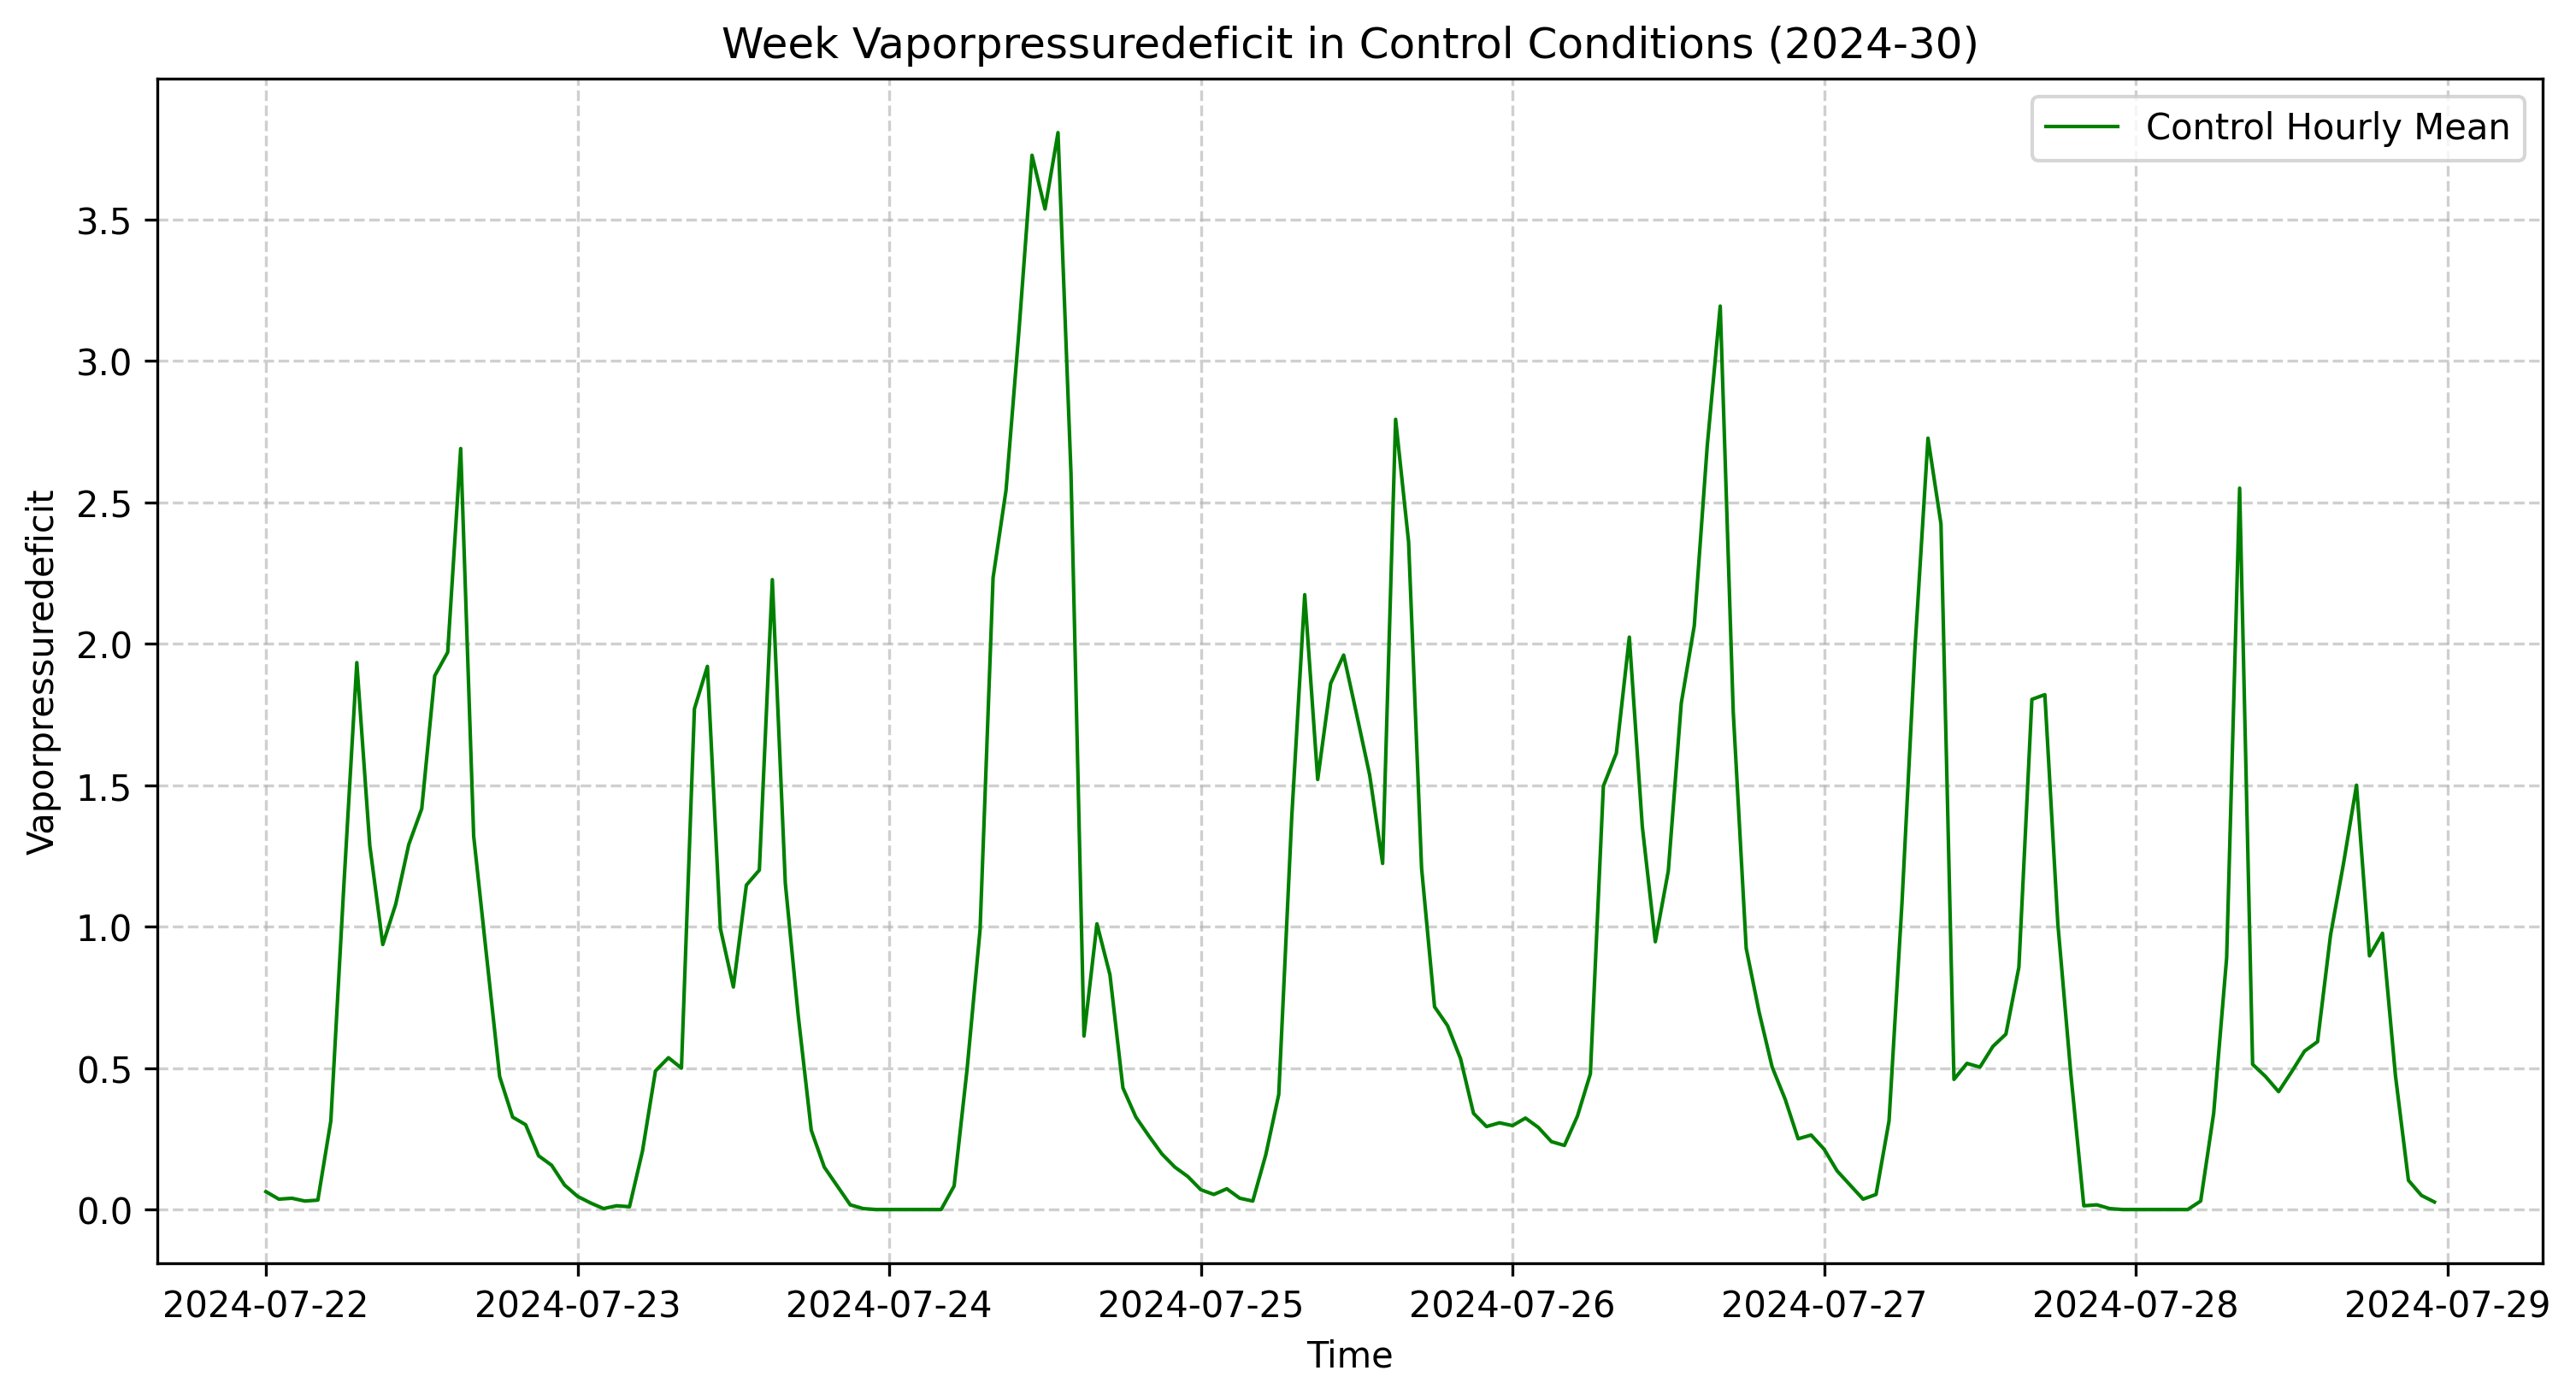 Week Vaporpressuredeficit in Control Conditions (2024-30)
Control Hourly Mean
Vaporpressuredeficit
3.5
3.0
2.5
2.0
1.5
1.0
0.5
0.0
2024-07-22 2024-07-23 2024-07-24 2024-07-25 2024-07-26 2024-07-27 2024-07-28 2024-07-29
Time